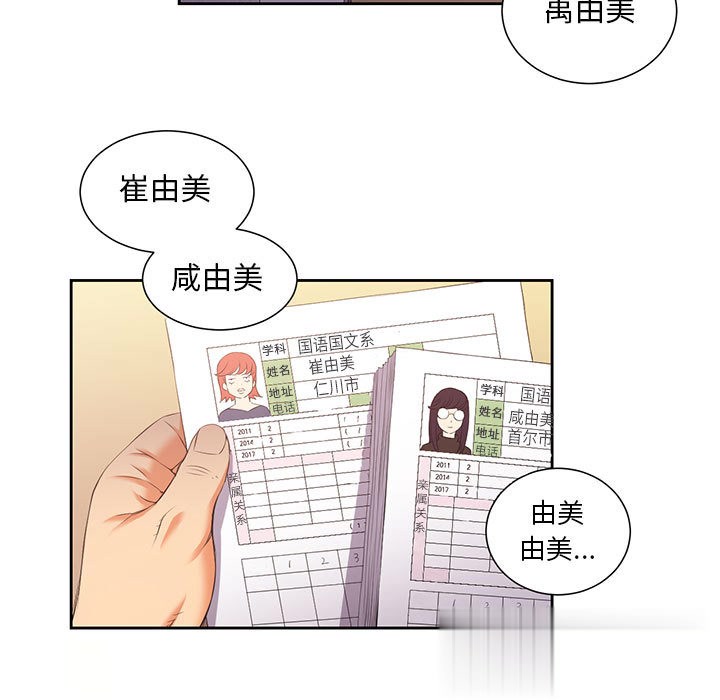 禹由美
崔由美
咸由美
学科 国语国文系
姓名 崔由美
地址 仁川市
电话
2011 2
2014 2
2017 2
亲属关系
1 2 3
学科 国语
姓名 咸由美
地址 首尔市
电话
2011 2
2014 2
2017 2
亲属关系
1 2 3
由美
由美...